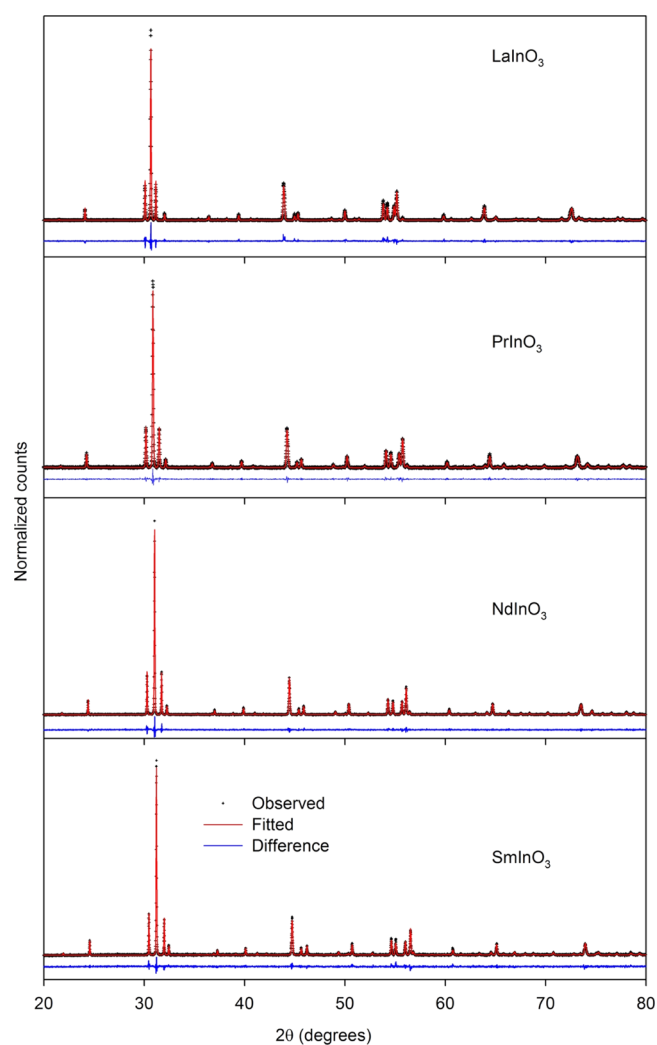 LaInO₃
PrInO₃
Normalized counts
NdInO₃
Observed
Fitted
Difference
SmInO₃
20 30 40 50 60 70 80
2θ (degrees)